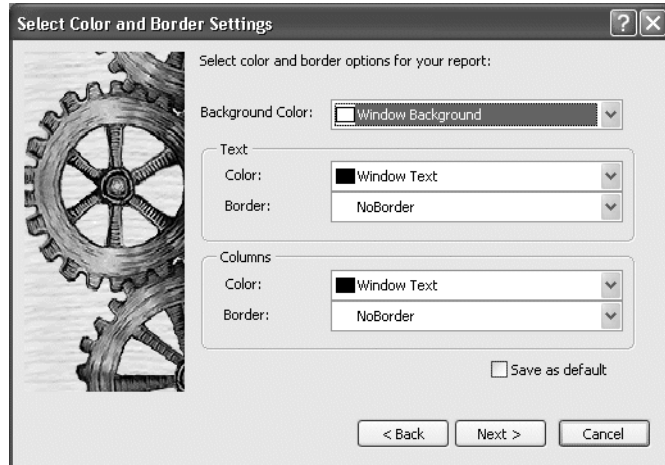 Select Color and Border Settings
?
X
Select color and border options for your report:
Background Color: Window Background
Text
Color: Window Text
Border: NoBorder
Columns
Color: Window Text
Border: NoBorder
Save as default
< Back Next > Cancel